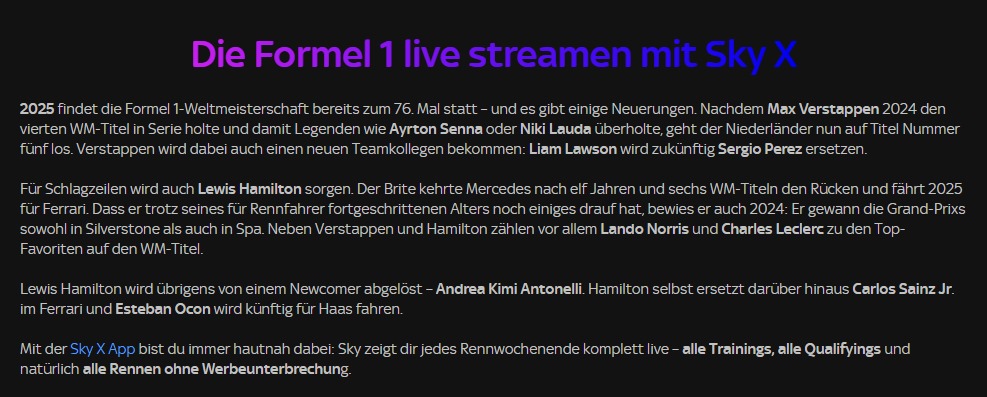 Die Formel 1 live streamen mit Sky X
2025 findet die Formel 1-Weltmeisterschaft bereits zum 76. Mal statt – und es gibt einige Neuerungen. Nachdem Max Verstappen 2024 den
vierten WM-Titel in Serie holte und damit Legenden wie Ayrton Senna oder Niki Lauda überholte, geht der Niederländer nun auf Titel Nummer
fünf los. Verstappen wird dabei auch einen neuen Teamkollegen bekommen: Liam Lawson wird zukünftig Sergio Perez ersetzen.
Für Schlagzeilen wird auch Lewis Hamilton sorgen. Der Brite kehrte Mercedes nach elf Jahren und sechs WM-Titeln den Rücken und fährt 2025
für Ferrari. Dass er trotz seines für Rennfahrer fortgeschrittenen Alters noch einiges drauf hat, bewies er auch 2024: Er gewann die Grand-Prixs
sowohl in Silverstone als auch in Spa. Neben Verstappen und Hamilton zählen vor allem Lando Norris und Charles Leclerc zu den Top-
Favoriten auf den WM-Titel.
Lewis Hamilton wird übrigens von einem Newcomer abgelöst – Andrea Kimi Antonelli. Hamilton selbst ersetzt darüber hinaus Carlos Sainz Jr.
im Ferrari und Esteban Ocon wird künftig für Haas fahren.
Mit der Sky X App bist du immer hautnah dabei: Sky zeigt dir jedes Rennwochenende komplett live – alle Trainings, alle Qualifyings und
natürlich alle Rennen ohne Werbeunterbrechung.